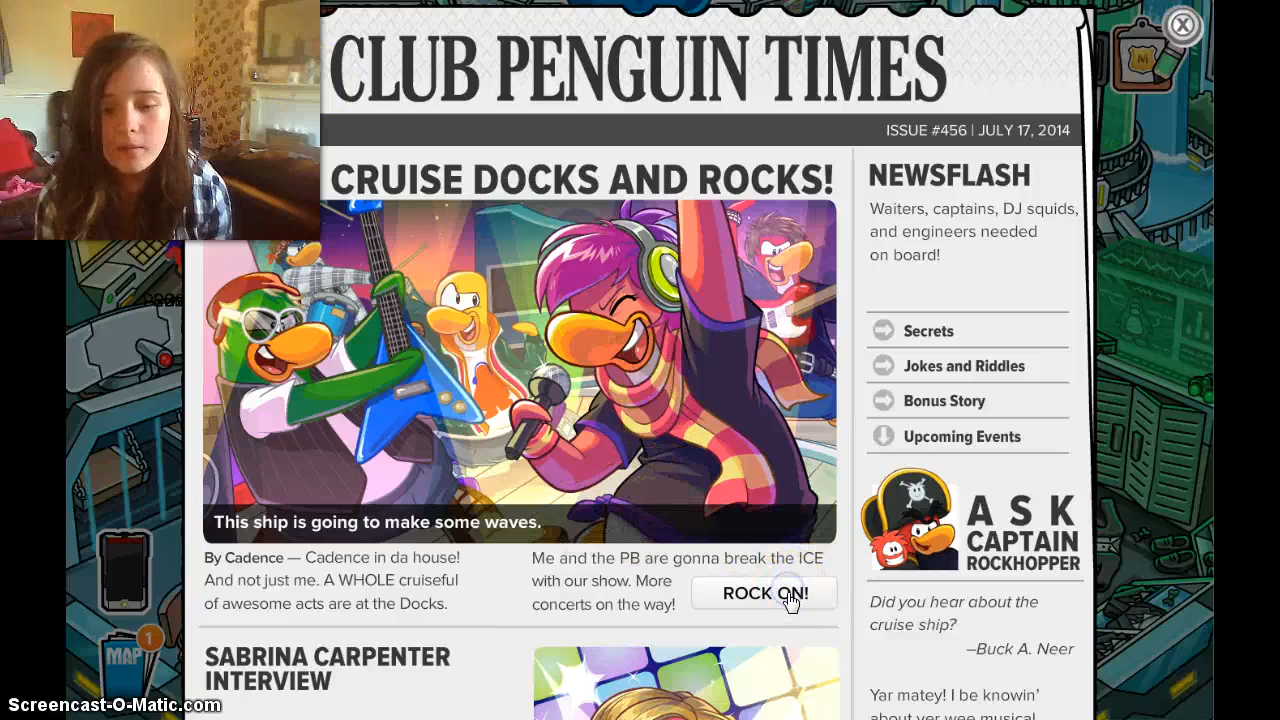 CLUB PENGUIN TIMES
ISSUE #456 | JULY 17, 2014
CRUISE DOCKS AND ROCKS!
This ship is going to make some waves.
By Cadence — Cadence in da house!
And not just me. A WHOLE cruiseful
of awesome acts are at the Docks.
Me and the PB are gonna break the ICE
with our show. More
concerts on the way!
ROCK ON!
SABRINA CARPENTER
INTERVIEW
NEWSFLASH
Waiters, captains, DJ squids,
and engineers needed
on board!
Secrets
Jokes and Riddles
Bonus Story
Upcoming Events
ASK
CAPTAIN
ROCKHOPPER
Did you hear about the
cruise ship?
–Buck A. Neer
Yar matey! I be knowin'
about yer wee musical
1
MAP
M
Screencast-O-Matic.com